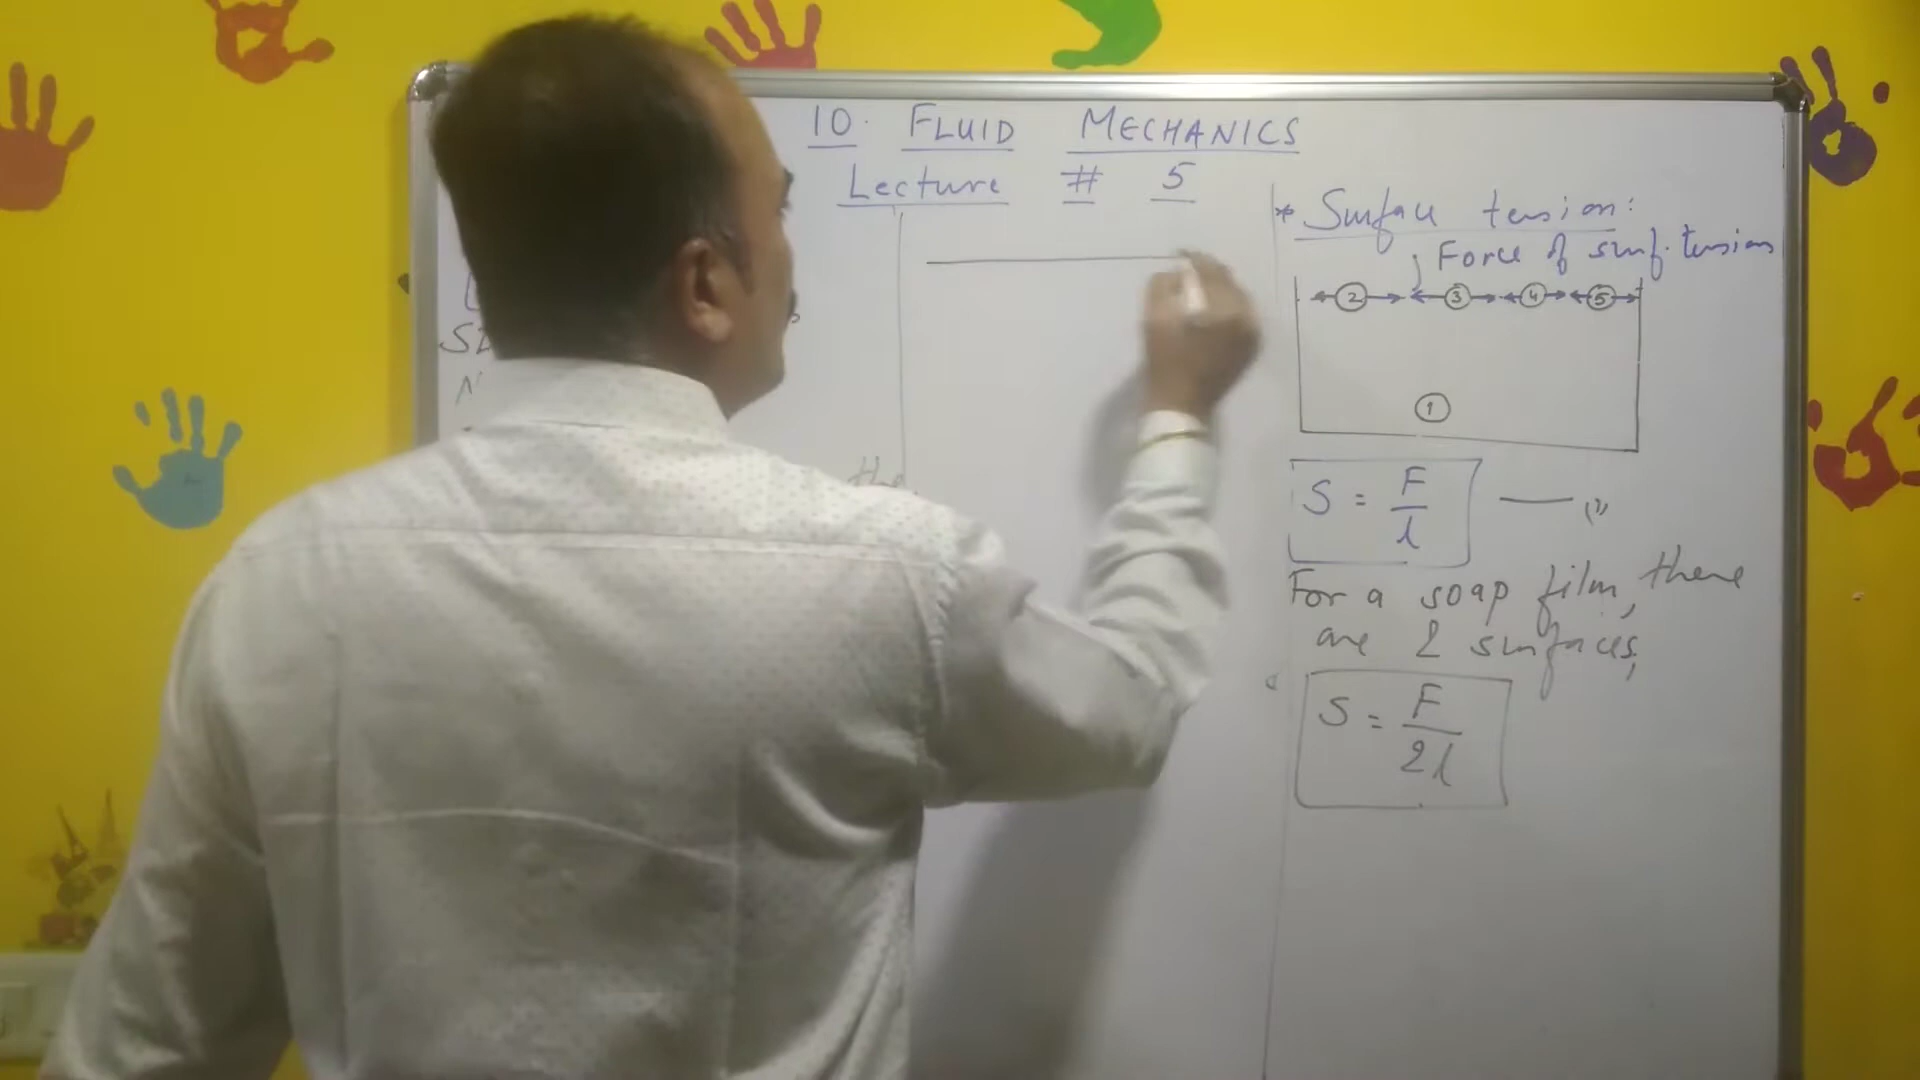 10. FLUID MECHANICS
Lecture # 5
the
* Surface tension:
Force of surf. tension
2 3 4 5
1
S = F/l —— (1)
For a soap film, there
are 2 surfaces,
S = F/2l